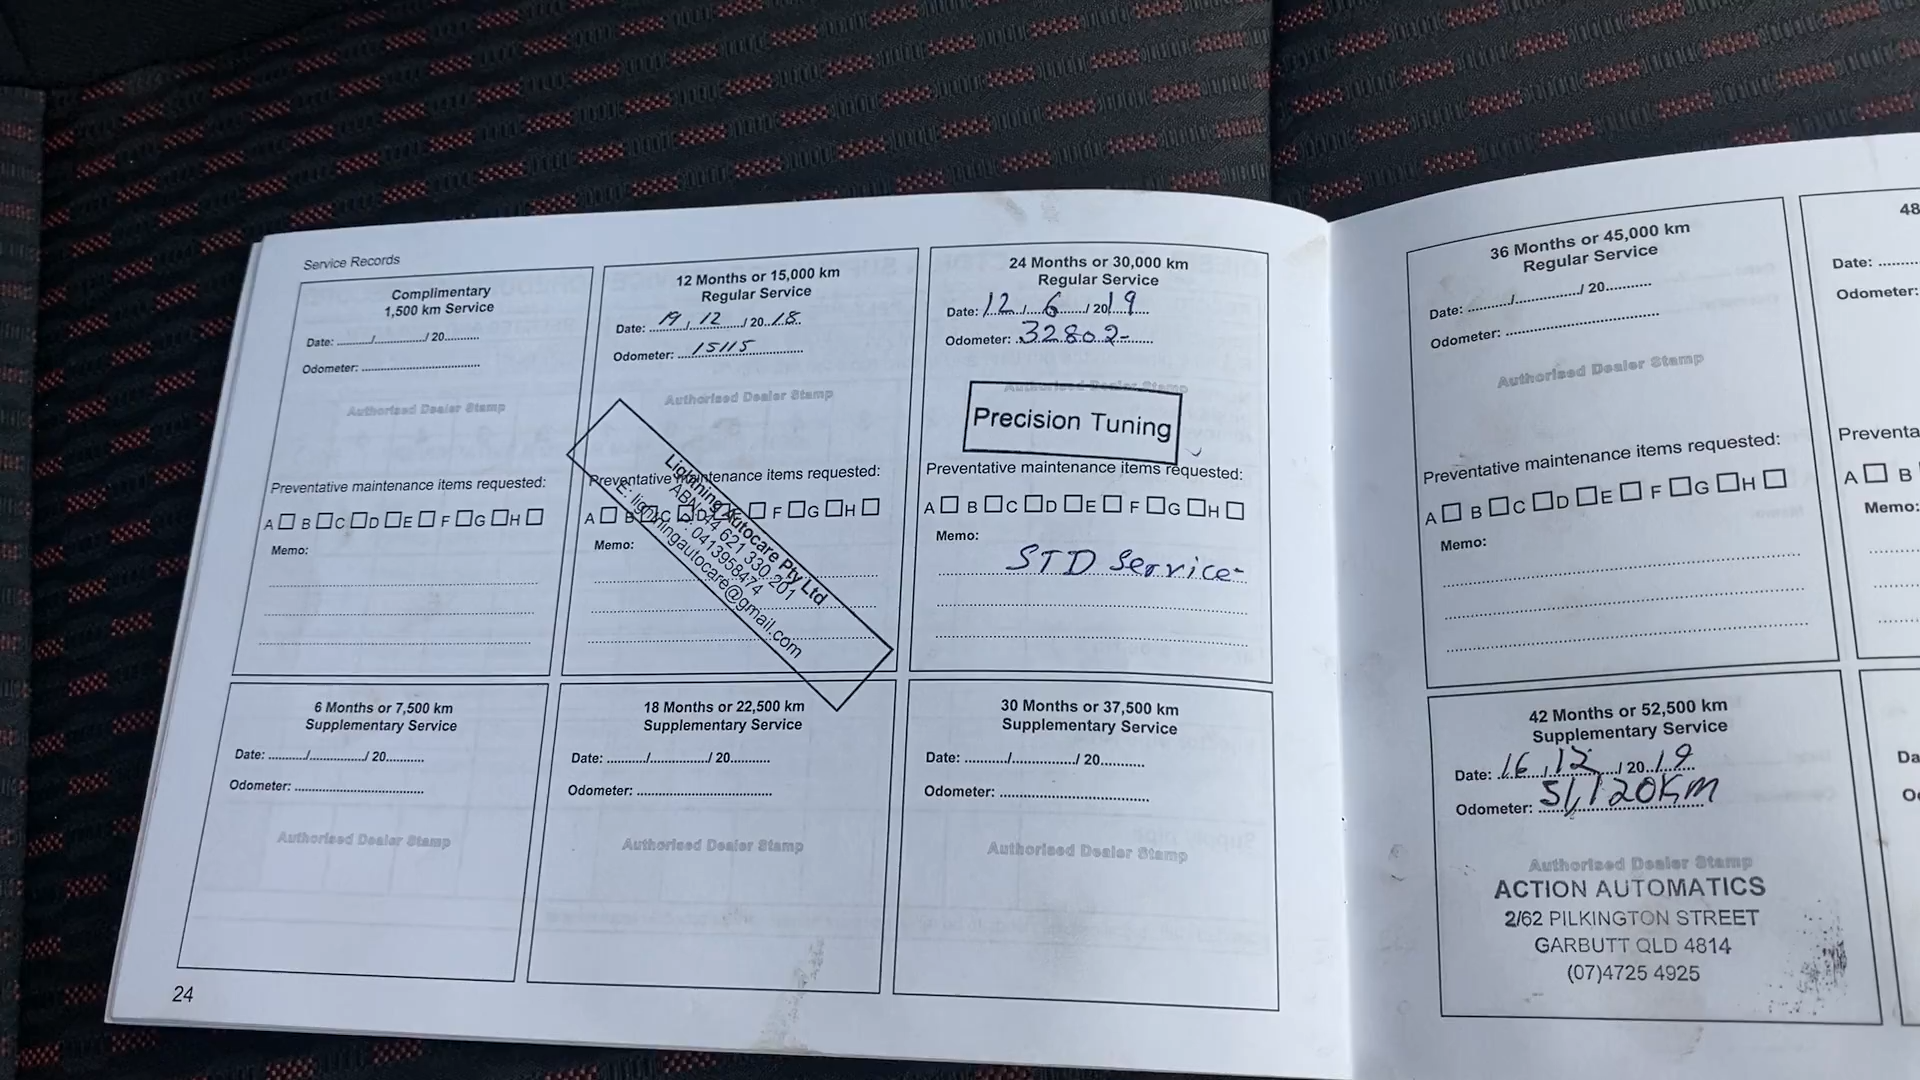 Service Records
Complimentary
1,500 km Service
Date: ........../................/ 20...........
Odometer: ....................................
Authorised Dealer Stamp
Preventative maintenance items requested:
A B C D E F G H
Memo:
12 Months or 15,000 km
Regular Service
Date: 19, 12 / 20 18
Odometer: 15115
Authorised Dealer Stamp
Preventative maintenance items requested:
A B C F G H
Memo:
Lightning Autocare Pty Ltd
ABN 44 621 330 201
0413958474
E: lightningautocare@gmail.com
24 Months or 30,000 km
Regular Service
Date: 12 / 6 / 2019
Odometer: 32802
Authorised Dealer Stamp
Precision Tuning
Preventative maintenance items requested:
A B C D E F G H
Memo:
STD Service
6 Months or 7,500 km
Supplementary Service
Date: ........../................/ 20...........
Odometer: ....................................
Authorised Dealer Stamp
18 Months or 22,500 km
Supplementary Service
Date: ........../................/ 20...........
Odometer: ....................................
Authorised Dealer Stamp
30 Months or 37,500 km
Supplementary Service
Date: ........../................/ 20...........
Odometer: ....................................
Authorised Dealer Stamp
24
36 Months or 45,000 km
Regular Service
Date: ........../................/ 20...........
Odometer: ....................................
Authorised Dealer Stamp
Preventative maintenance items requested:
A B C D E F G H
Memo:
42 Months or 52,500 km
Supplementary Service
Date: 16, 12 / 20 19
Odometer: 51,120KM
Authorised Dealer Stamp
ACTION AUTOMATICS
2/62 PILKINGTON STREET
GARBUTT QLD 4814
(07)4725 4925
48
Date: ........
Odometer:
Preventa
A B
Memo:
Da